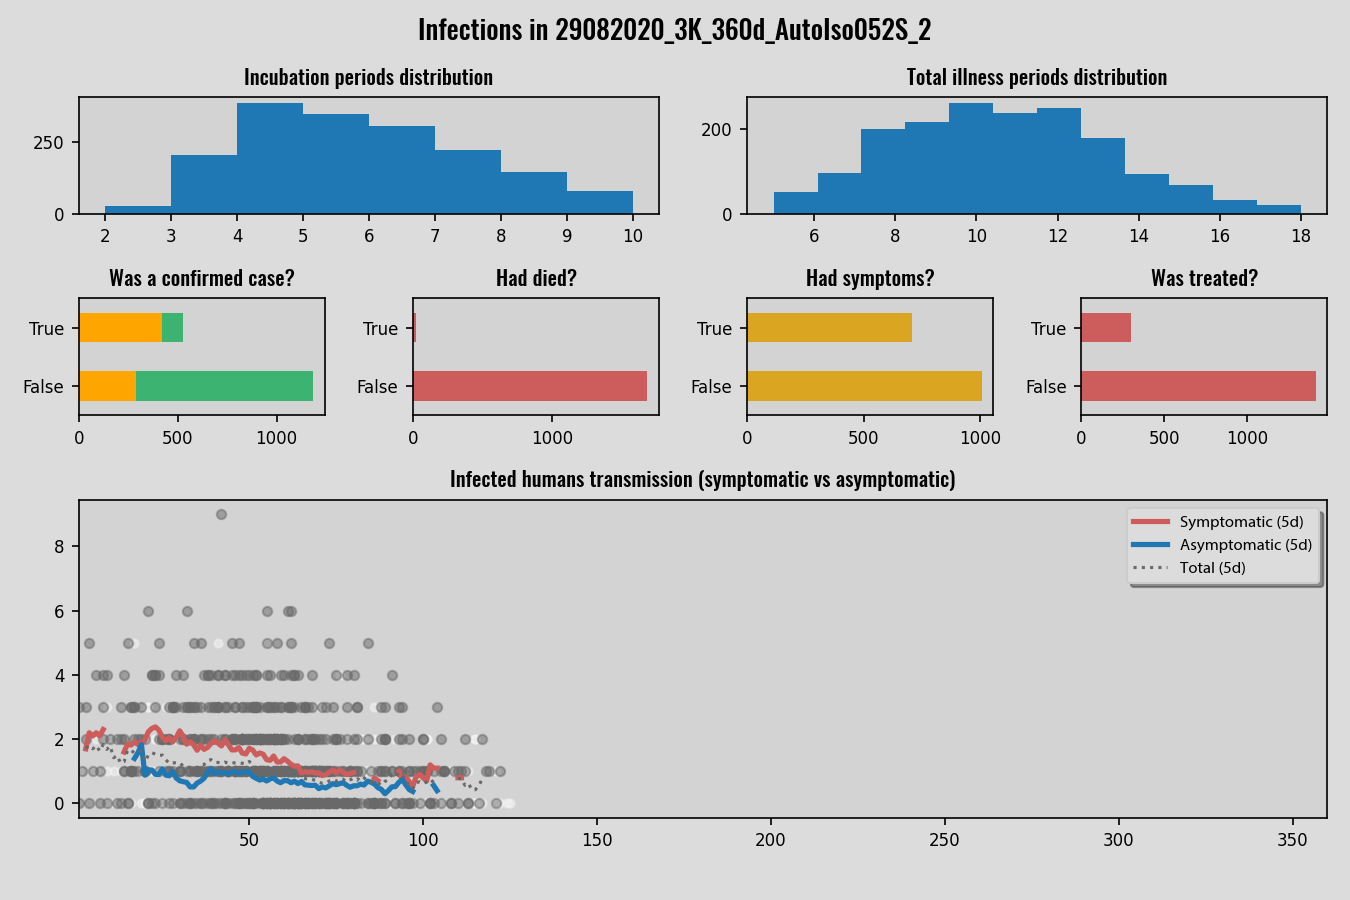 Infections in 29082020_3K_360d_AutoIso052S_2
Incubation periods distribution
Total illness periods distribution
250
0
2 3 4 5 6 7 8 9 10
200
0
6 8 10 12 14 16 18
Was a confirmed case?
Had died?
Had symptoms?
Was treated?
True
False
0 500 1000
True
False
0 1000
True
False
0 500 1000
True
False
0 500 1000
Infected humans transmission (symptomatic vs asymptomatic)
8
6
4
2
0
Symptomatic (5d)
Asymptomatic (5d)
Total (5d)
50 100 150 200 250 300 350